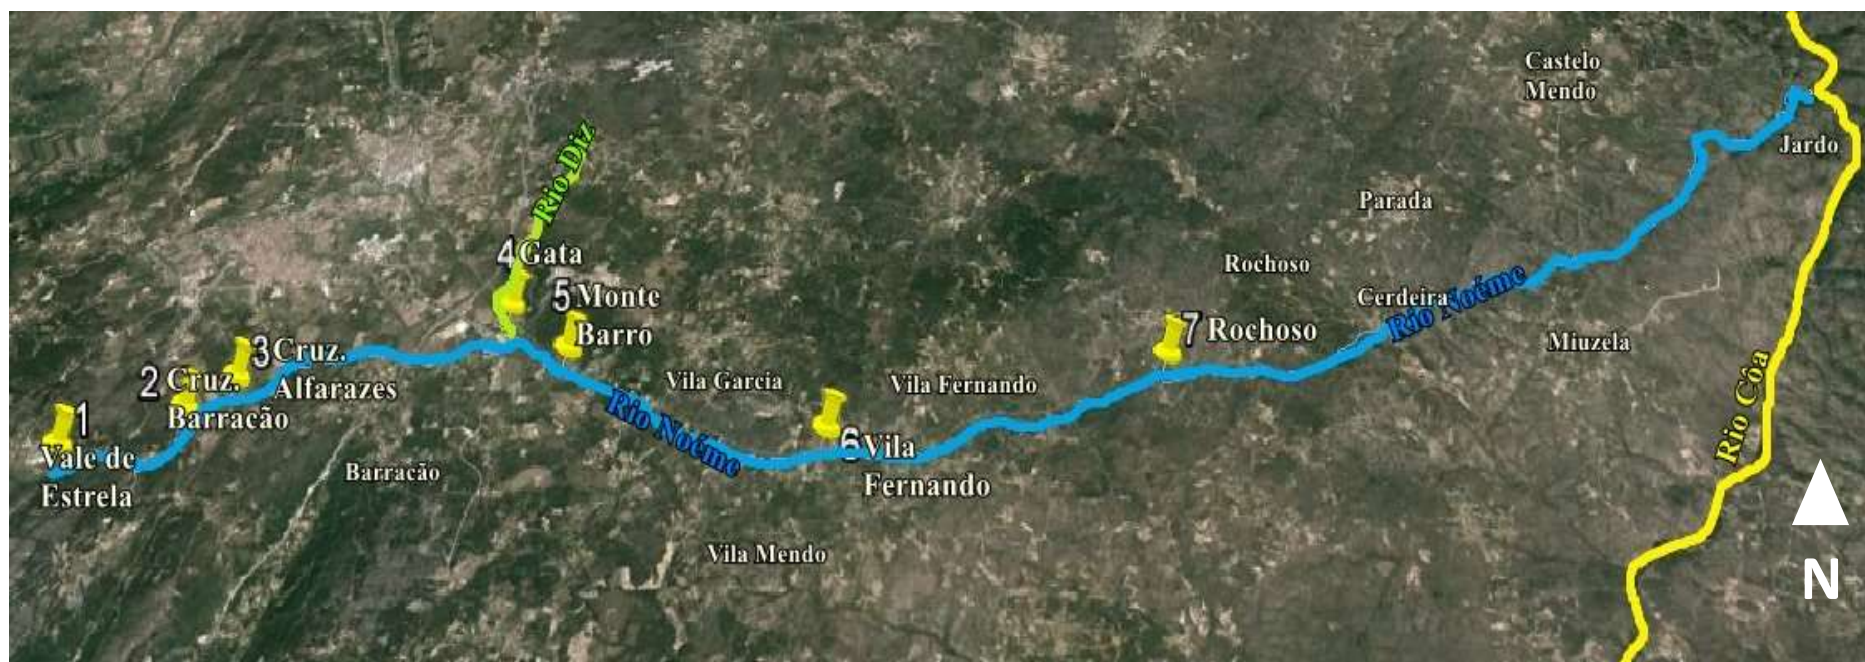 Castelo
Mendo
Jardo
Rio Diz
Parada
4 Gata
Rochoso
5 Monte
Barro
Cerdeira
Rio Noéme
7 Rochoso
Miuzela
3 Cruz.
Alfarazes
2 Cruz.
Barracão
Vila Garcia
Vila Fernando
Rio Côa
1
Vale de
Estrela
Rio Noéme
6 Vila
Fernando
Barracão
Vila Mendo
N